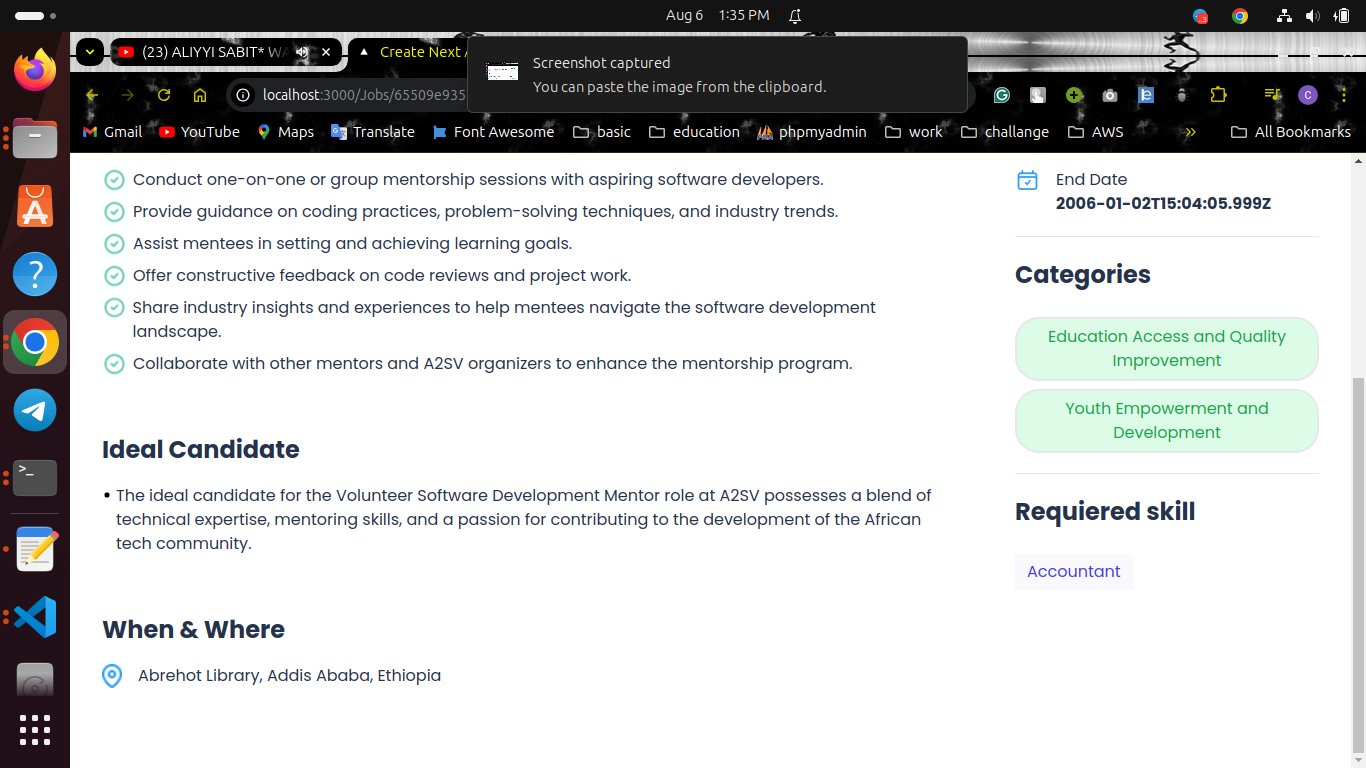 Aug 6 1:35 PM
(23) ALIYYI SABIT* WA
Create Next A
Screenshot captured
You can paste the image from the clipboard.
localhost:3000/Jobs/65509e935
Gmail YouTube Maps Translate Font Awesome basic education phpmyadmin work challange AWS » All Bookmarks
Conduct one-on-one or group mentorship sessions with aspiring software developers.
Provide guidance on coding practices, problem-solving techniques, and industry trends.
Assist mentees in setting and achieving learning goals.
Offer constructive feedback on code reviews and project work.
Share industry insights and experiences to help mentees navigate the software development
landscape.
Collaborate with other mentors and A2SV organizers to enhance the mentorship program.
Ideal Candidate
• The ideal candidate for the Volunteer Software Development Mentor role at A2SV possesses a blend of
technical expertise, mentoring skills, and a passion for contributing to the development of the African
tech community.
When & Where
Abrehot Library, Addis Ababa, Ethiopia
End Date
2006-01-02T15:04:05.999Z
Categories
Education Access and Quality
Improvement
Youth Empowerment and
Development
Requiered skill
Accountant